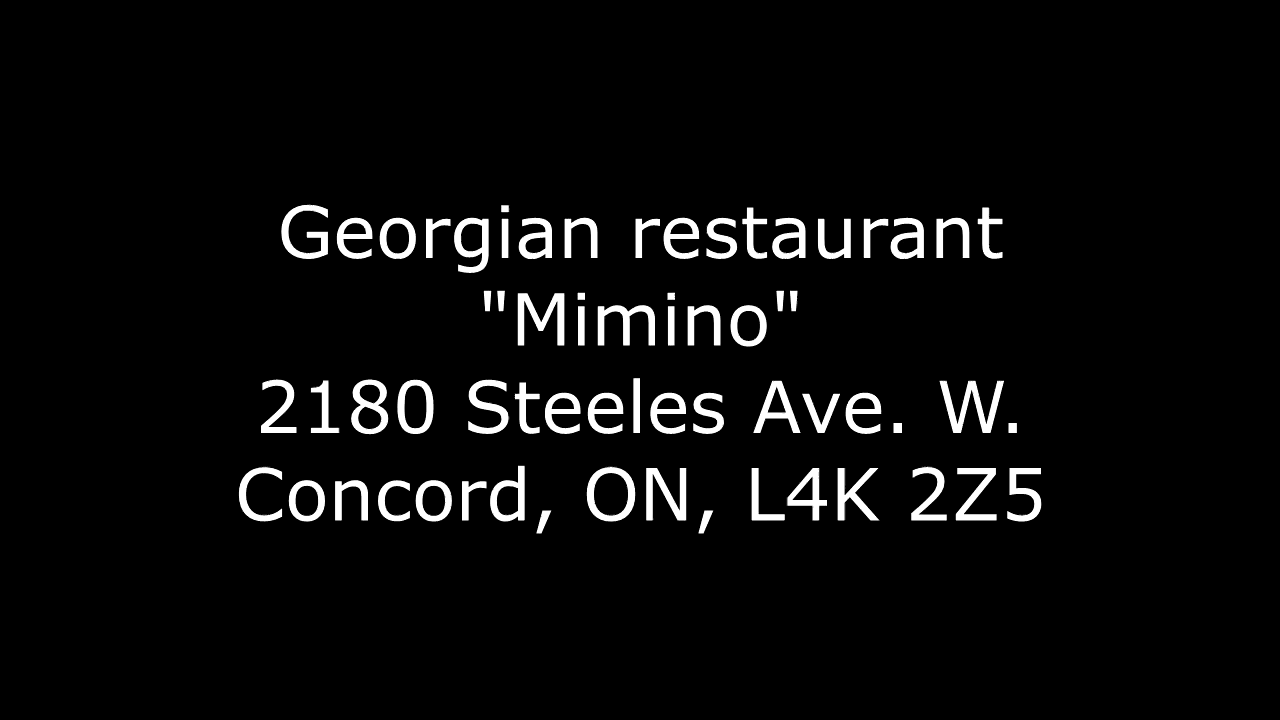 Georgian restaurant
"Mimino"
2180 Steeles Ave. W.
Concord, ON, L4K 2Z5